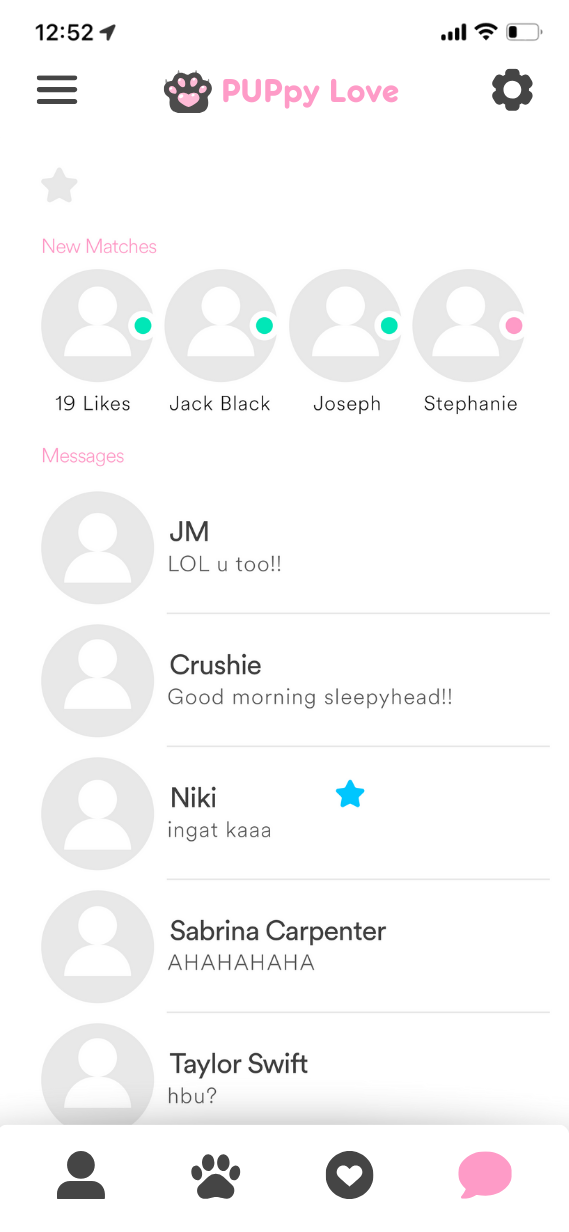 12:52
PUPpy Love
New Matches
19 Likes
Jack Black
Joseph
Stephanie
Messages
JM
LOL u too!!
Crushie
Good morning sleepyhead!!
Niki
ingat kaaa
Sabrina Carpenter
AHAHAHAHA
Taylor Swift
hbu?